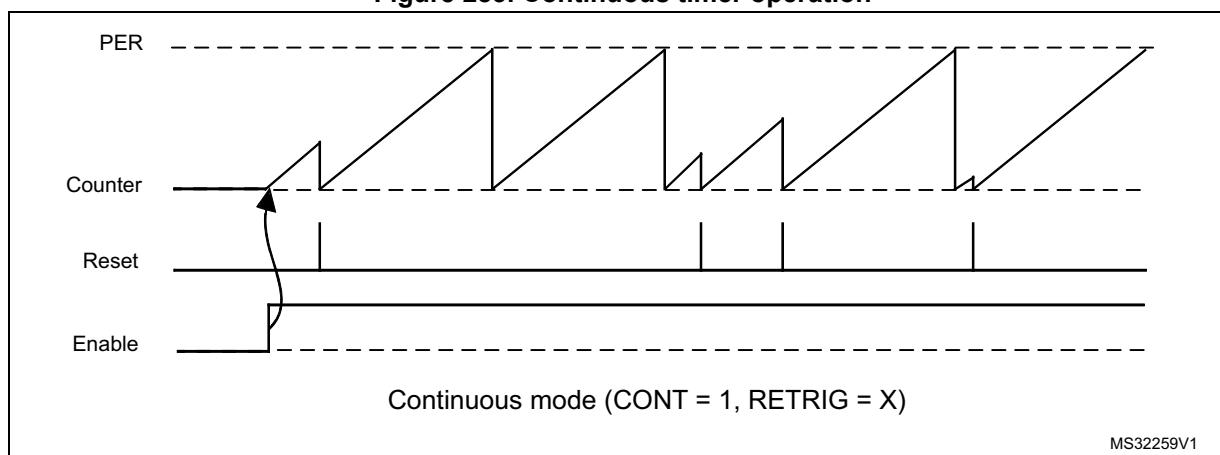 PER
Counter
Reset
Enable
Continuous mode (CONT = 1, RETRIG = X)
MS32259V1